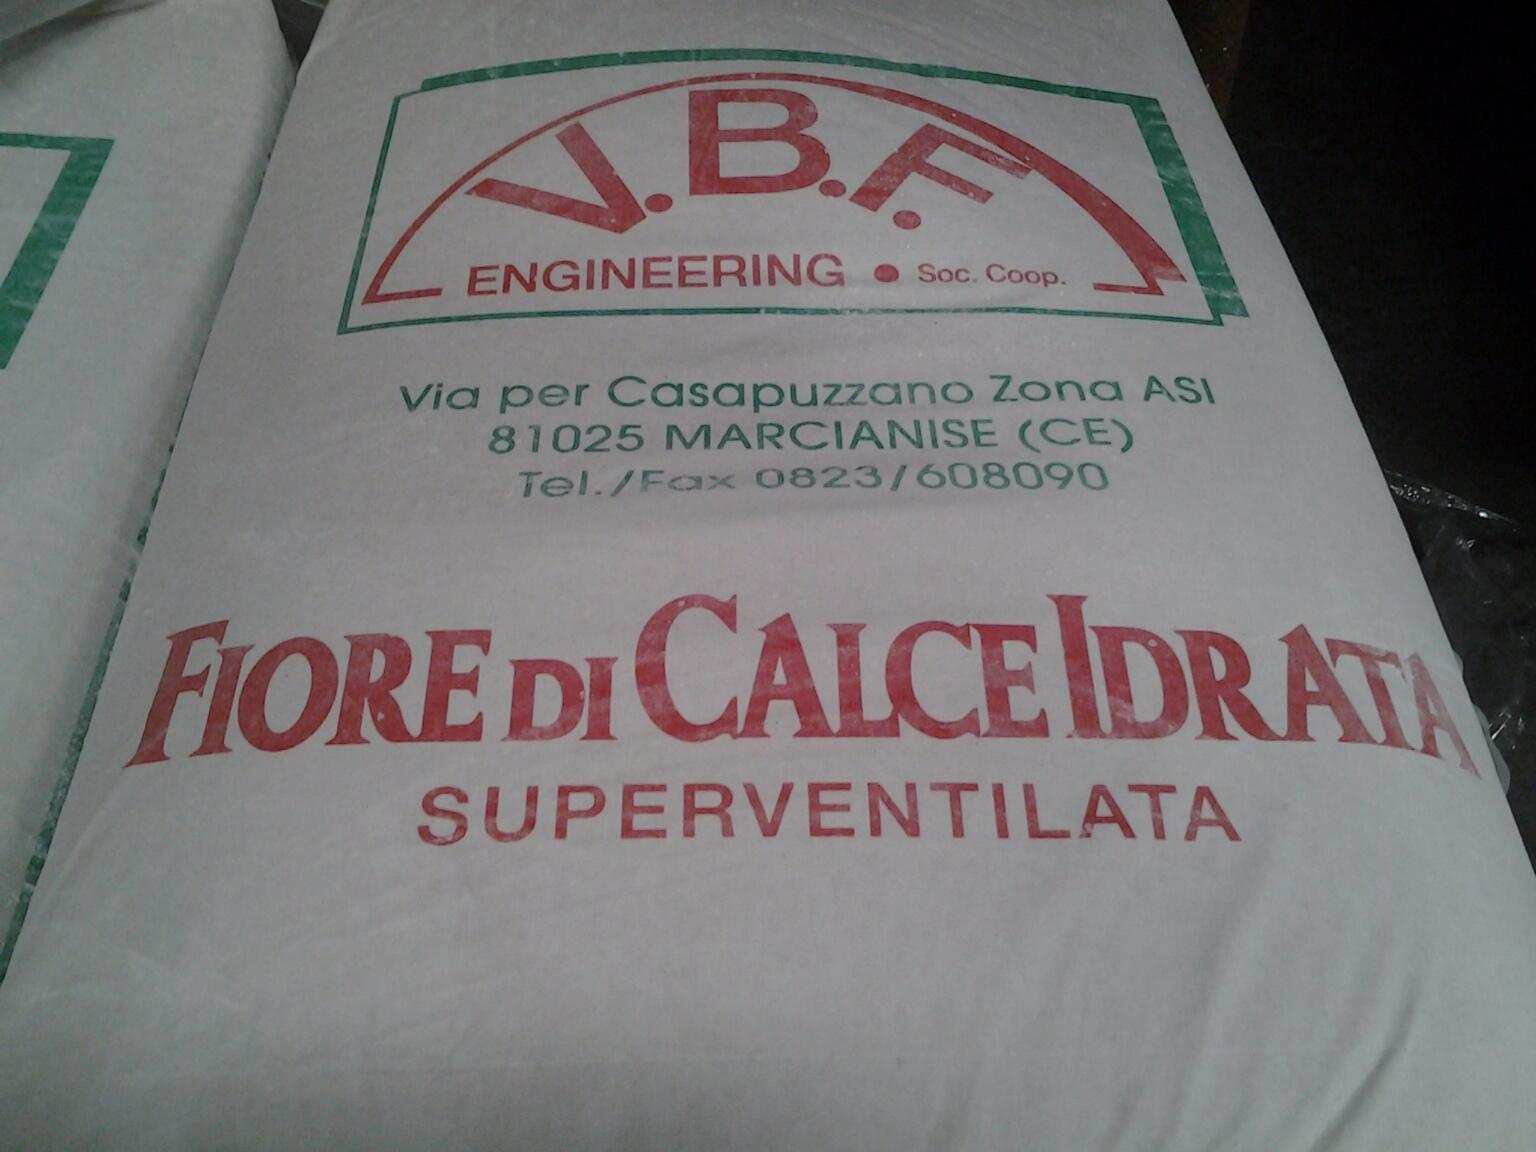 V.B.F.
ENGINEERING • Soc. Coop.
Via per Casapuzzano Zona ASI
81025 MARCIANISE (CE)
Tel./Fax 0823/608090
FIORE DI CALCE IDRATA
SUPERVENTILATA